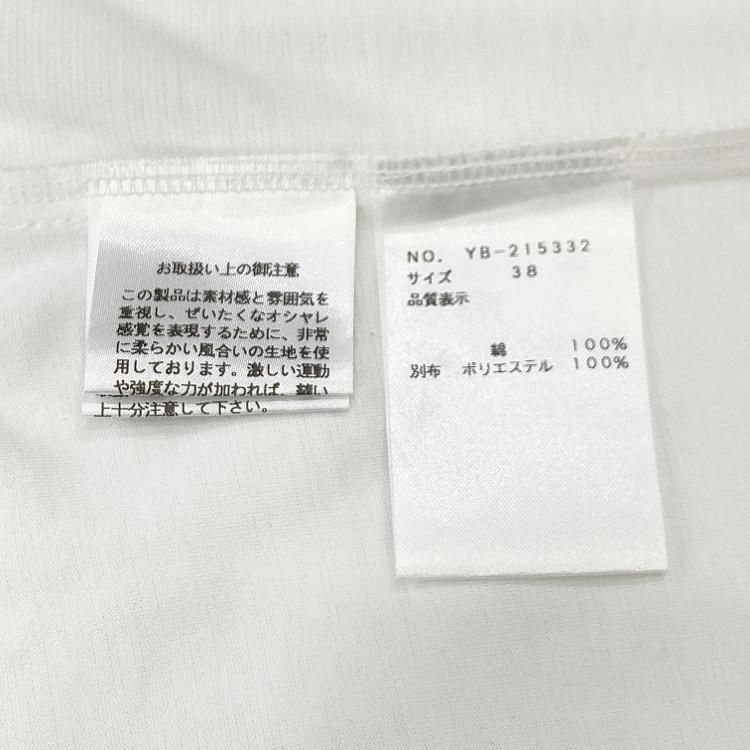 お取扱い上の御注意
この製品は素材感と雰囲気を
重視し、ぜいたくなオシャレ
感覚を表現するために、非常
に柔らかい風合いの生地を使
用しております。激しい運動
や強度な力が加われば、縫い
上十分注意して下さい。
NO. YB-215332
サイズ 38
品質表示
綿 100%
別布 ポリエステル 100%